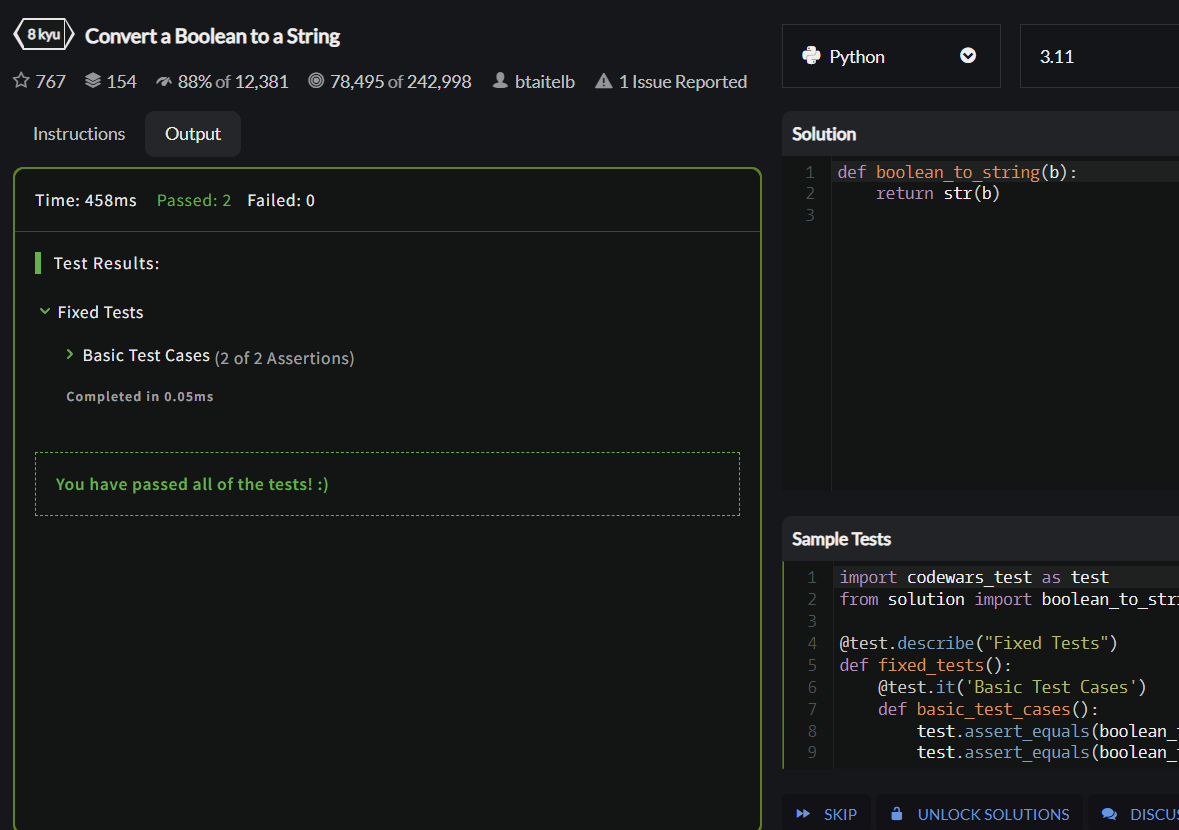 8 kyu Convert a Boolean to a String
767 154 88% of 12,381 78,495 of 242,998 btaitelb 1 Issue Reported
Instructions Output
Time: 458ms Passed: 2 Failed: 0
Test Results:
Fixed Tests
Basic Test Cases (2 of 2 Assertions)
Completed in 0.05ms
You have passed all of the tests! :)
Python 3.11
Solution
1 def boolean_to_string(b):
2     return str(b)
3
Sample Tests
1 import codewars_test as test
2 from solution import boolean_to_stri
3
4 @test.describe("Fixed Tests")
5 def fixed_tests():
6     @test.it('Basic Test Cases')
7     def basic_test_cases():
8         test.assert_equals(boolean_
9         test.assert_equals(boolean_
SKIP UNLOCK SOLUTIONS DISCUS